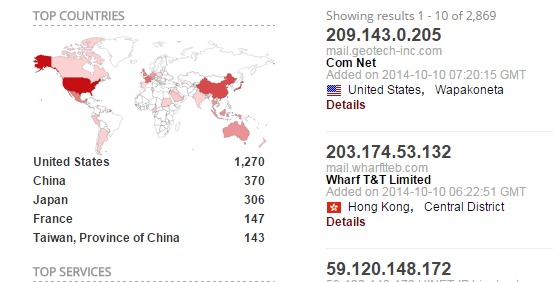 TOP COUNTRIES
United States 1,270
China 370
Japan 306
France 147
Taiwan, Province of China 143
TOP SERVICES
Showing results 1 - 10 of 2,869
209.143.0.205
mail.geotech-inc.com
Com Net
Added on 2014-10-10 07:20:15 GMT
United States, Wapakoneta
Details
203.174.53.132
mail.wharftteb.com
Wharf T&T Limited
Added on 2014-10-10 06:22:51 GMT
Hong Kong, Central District
Details
59.120.148.172